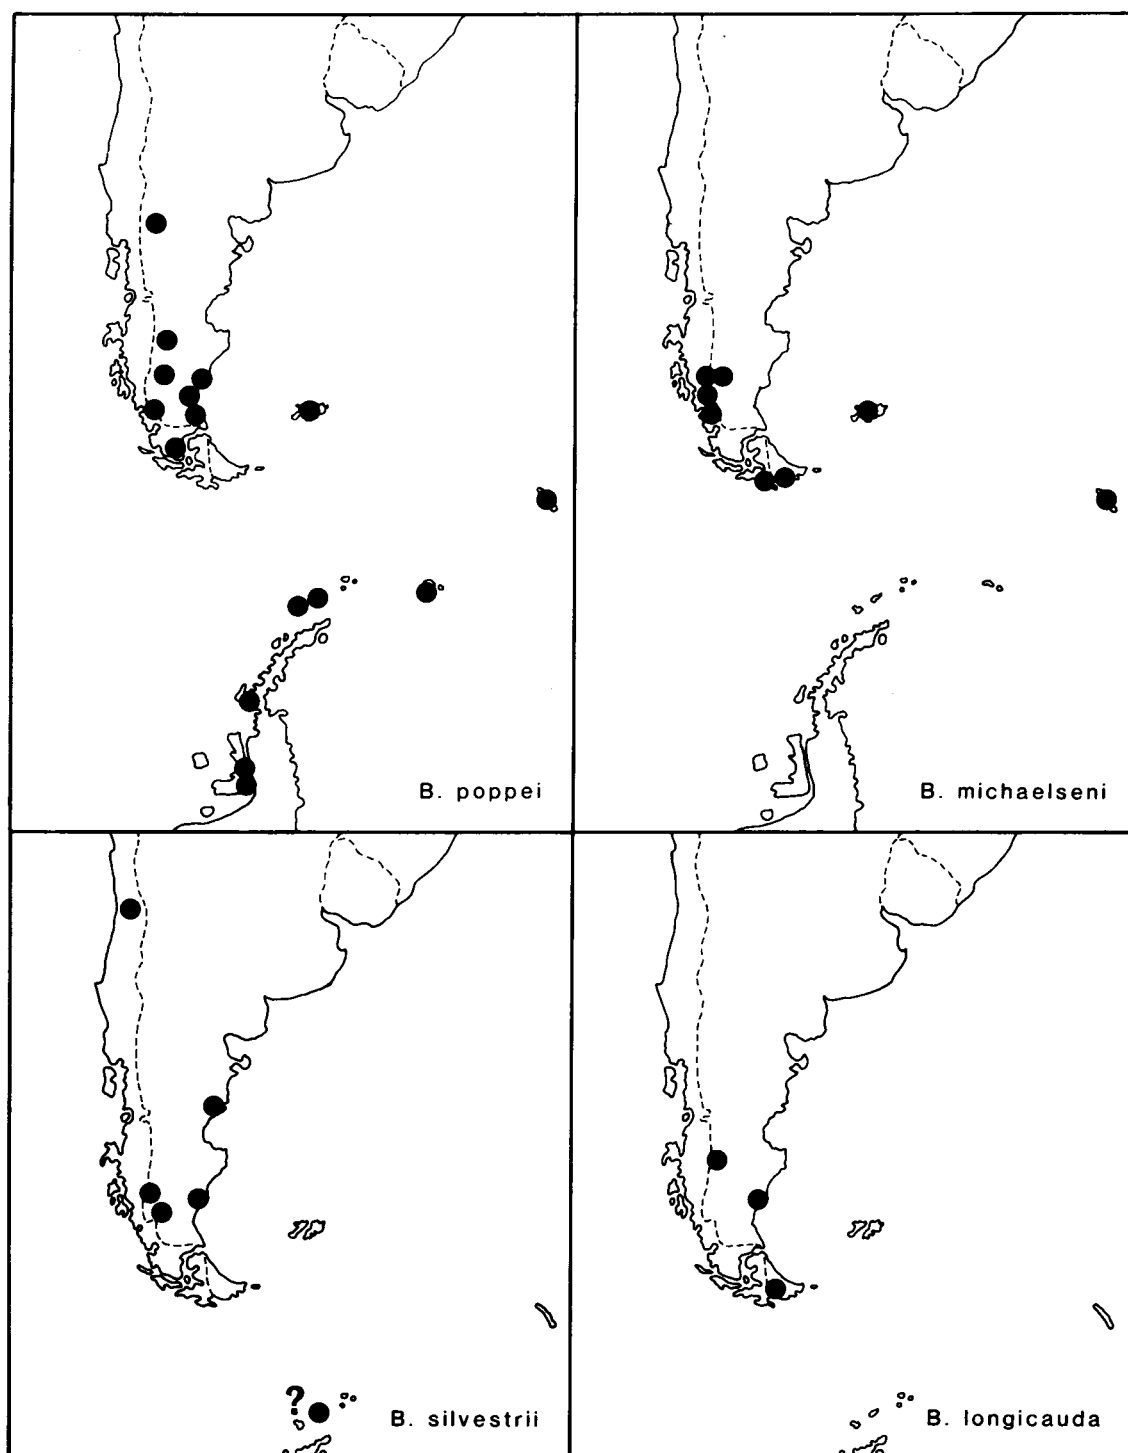 B. poppei
B. michaelseni
?
B. silvestrii
B. longicauda